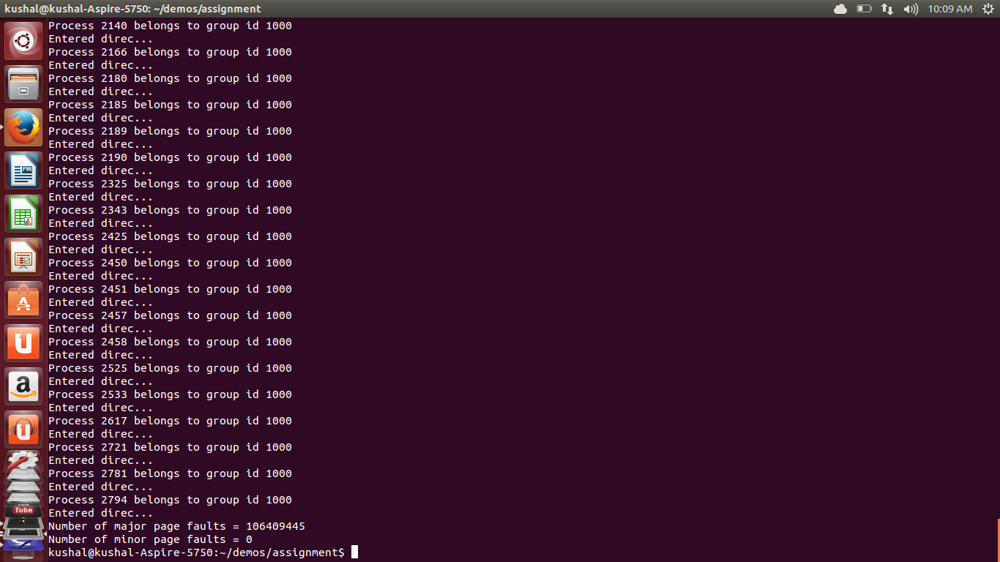 kushal@kushal-Aspire-5750: ~/demos/assignment
10:09 AM
Process 2140 belongs to group id 1000
Entered direc...
Process 2166 belongs to group id 1000
Entered direc...
Process 2180 belongs to group id 1000
Entered direc...
Process 2185 belongs to group id 1000
Entered direc...
Process 2189 belongs to group id 1000
Entered direc...
Process 2190 belongs to group id 1000
Entered direc...
Process 2325 belongs to group id 1000
Entered direc...
Process 2343 belongs to group id 1000
Entered direc...
Process 2425 belongs to group id 1000
Entered direc...
Process 2450 belongs to group id 1000
Entered direc...
Process 2451 belongs to group id 1000
Entered direc...
Process 2457 belongs to group id 1000
Entered direc...
Process 2458 belongs to group id 1000
Entered direc...
Process 2525 belongs to group id 1000
Entered direc...
Process 2533 belongs to group id 1000
Entered direc...
Process 2617 belongs to group id 1000
Entered direc...
Process 2721 belongs to group id 1000
Entered direc...
Process 2781 belongs to group id 1000
Entered direc...
Process 2794 belongs to group id 1000
Entered direc...
Number of major page faults = 106409445
Number of minor page faults = 0
kushal@kushal-Aspire-5750:~/demos/assignment$
A
U
a
U
Tube